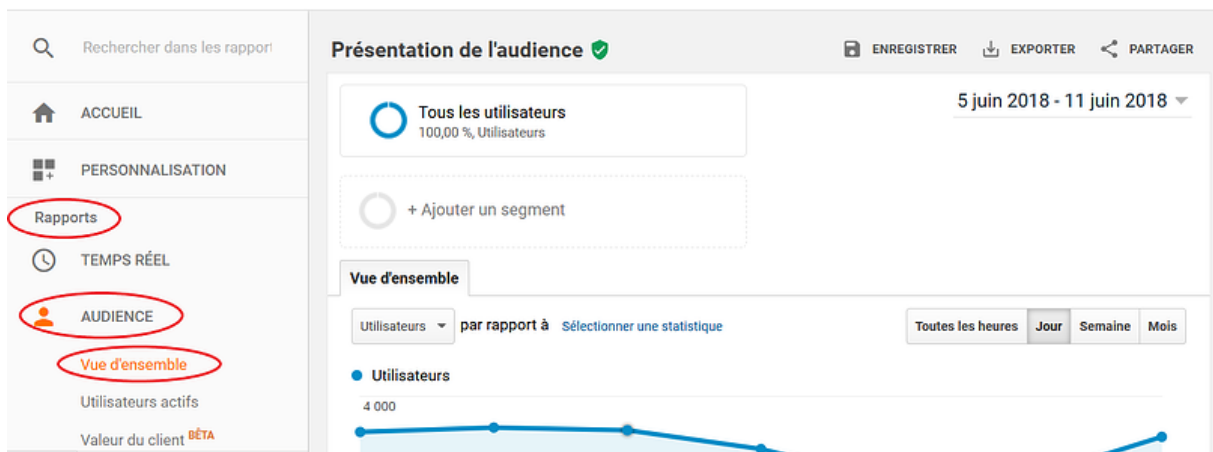 Rechercher dans les rapport
ACCUEIL
PERSONNALISATION
Rapports
TEMPS RÉEL
AUDIENCE
Vue d'ensemble
Utilisateurs actifs
Valeur du client BÊTA
Présentation de l'audience
ENREGISTRER
EXPORTER
PARTAGER
Tous les utilisateurs
100,00 %, Utilisateurs
5 juin 2018 - 11 juin 2018
+ Ajouter un segment
Vue d'ensemble
Utilisateurs par rapport à Sélectionner une statistique
Toutes les heures Jour Semaine Mois
Utilisateurs
4 000